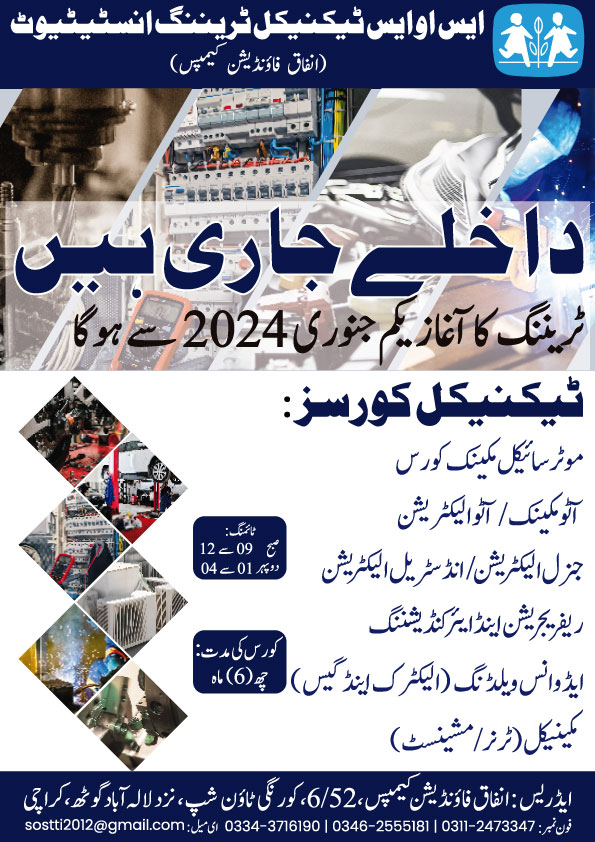 ایس او ایس ٹیکنیکل ٹریننگ انسٹیٹیوٹ
(انفاق فاؤنڈیشن کیمپس)
داخلے جاری ہیں
ٹریننگ کا آغاز یکم جنوری 2024 سے ہو گا
ٹیکنیکل کورسز:
موٹر سائیکل مکینک کورس
آٹو مکینک / آٹو الیکٹریشن
جنرل الیکٹریشن / انڈسٹریل الیکٹریشن
ریفریجریشن اینڈ ایئر کنڈیشننگ
ایڈوانس ویلڈنگ (الیکٹرک اینڈ گیس)
مکینیکل (ٹرنر / مشینسٹ)
ٹائمنگ:
صبح 09 سے 12
دوپہر 01 سے 04
کورس کی مدت:
چھ (6) ماہ
ایڈریس: انفاق فاؤنڈیشن کیمپس، 6/52، کورنگی ٹاؤن شپ، نزد لالہ آباد گوٹھ، کراچی
فون نمبر: 0311-2473347 | 0346-2555181 | 0334-3716190 ای میل: sostti2012@gmail.com